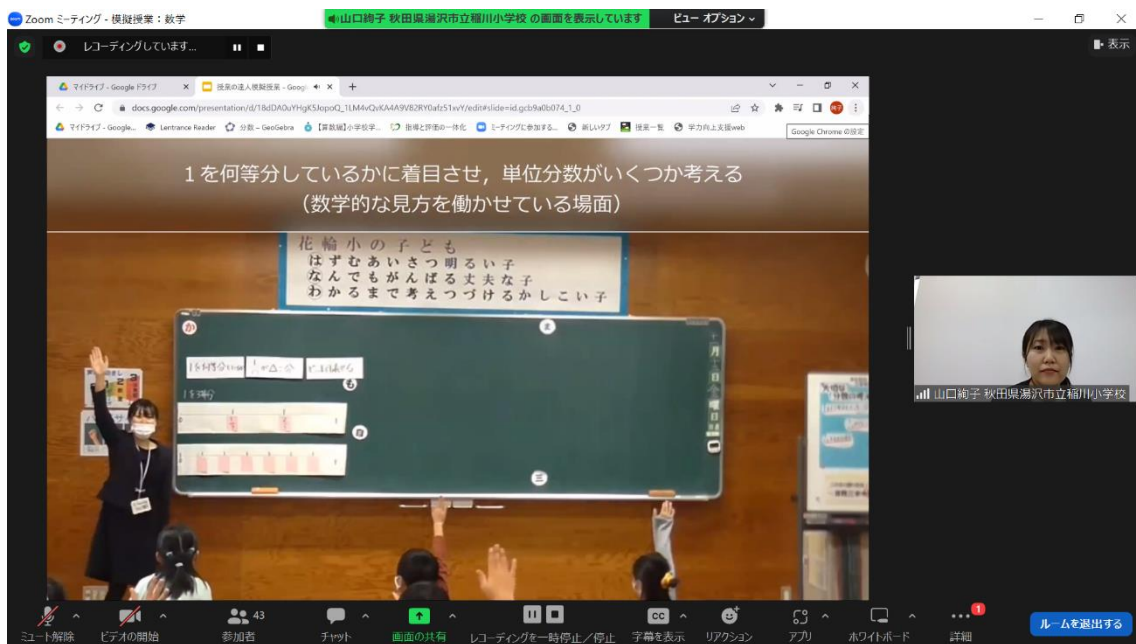 Zoom ミーティング - 模擬授業：数学
山口絢子 秋田県湯沢市立稲川小学校 の画面を表示しています
ビュー オプション
レコーディングしています...
表示
マイドライブ - Google ドライブ
授業の達人模擬授業 - Googl
マイドライブ - Google...
Lentrance Reader
分数 – GeoGebra
【算数編】小学校学...
指導と評価の一体化
ミーティングに参加する...
新しいタブ
授業一覧
学力向上支援web
Google Chrome の設定
1を何等分しているかに着目させ，単位分数がいくつか考える
（数学的な見方を働かせている場面）
花輪小の子ども
はずむあいさつ明るい子
なんでもがんばる丈夫な子
わかるまで考えつづけるかしこい子
か
ま
も
自
三
月
日
曜
日
山口絢子 秋田県湯沢市立稲川小学校
ミュート解除
ビデオの開始
43
参加者
チャット
画面の共有
レコーディングを一時停止／停止
CC
字幕を表示
リアクション
アプリ
ホワイトボード
1
詳細
ルームを退出する